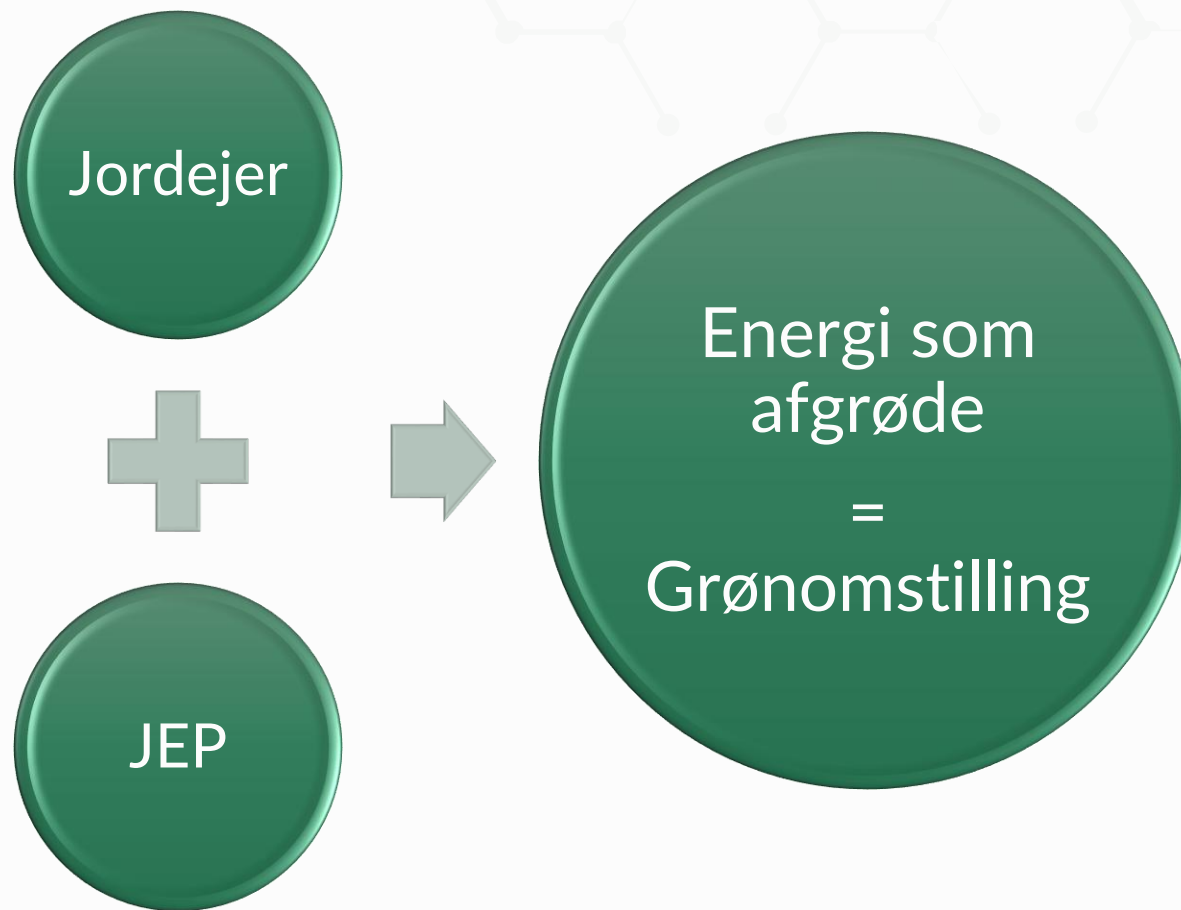 Jordejer
JEP
Energi som
afgrøde
=
Grønomstilling